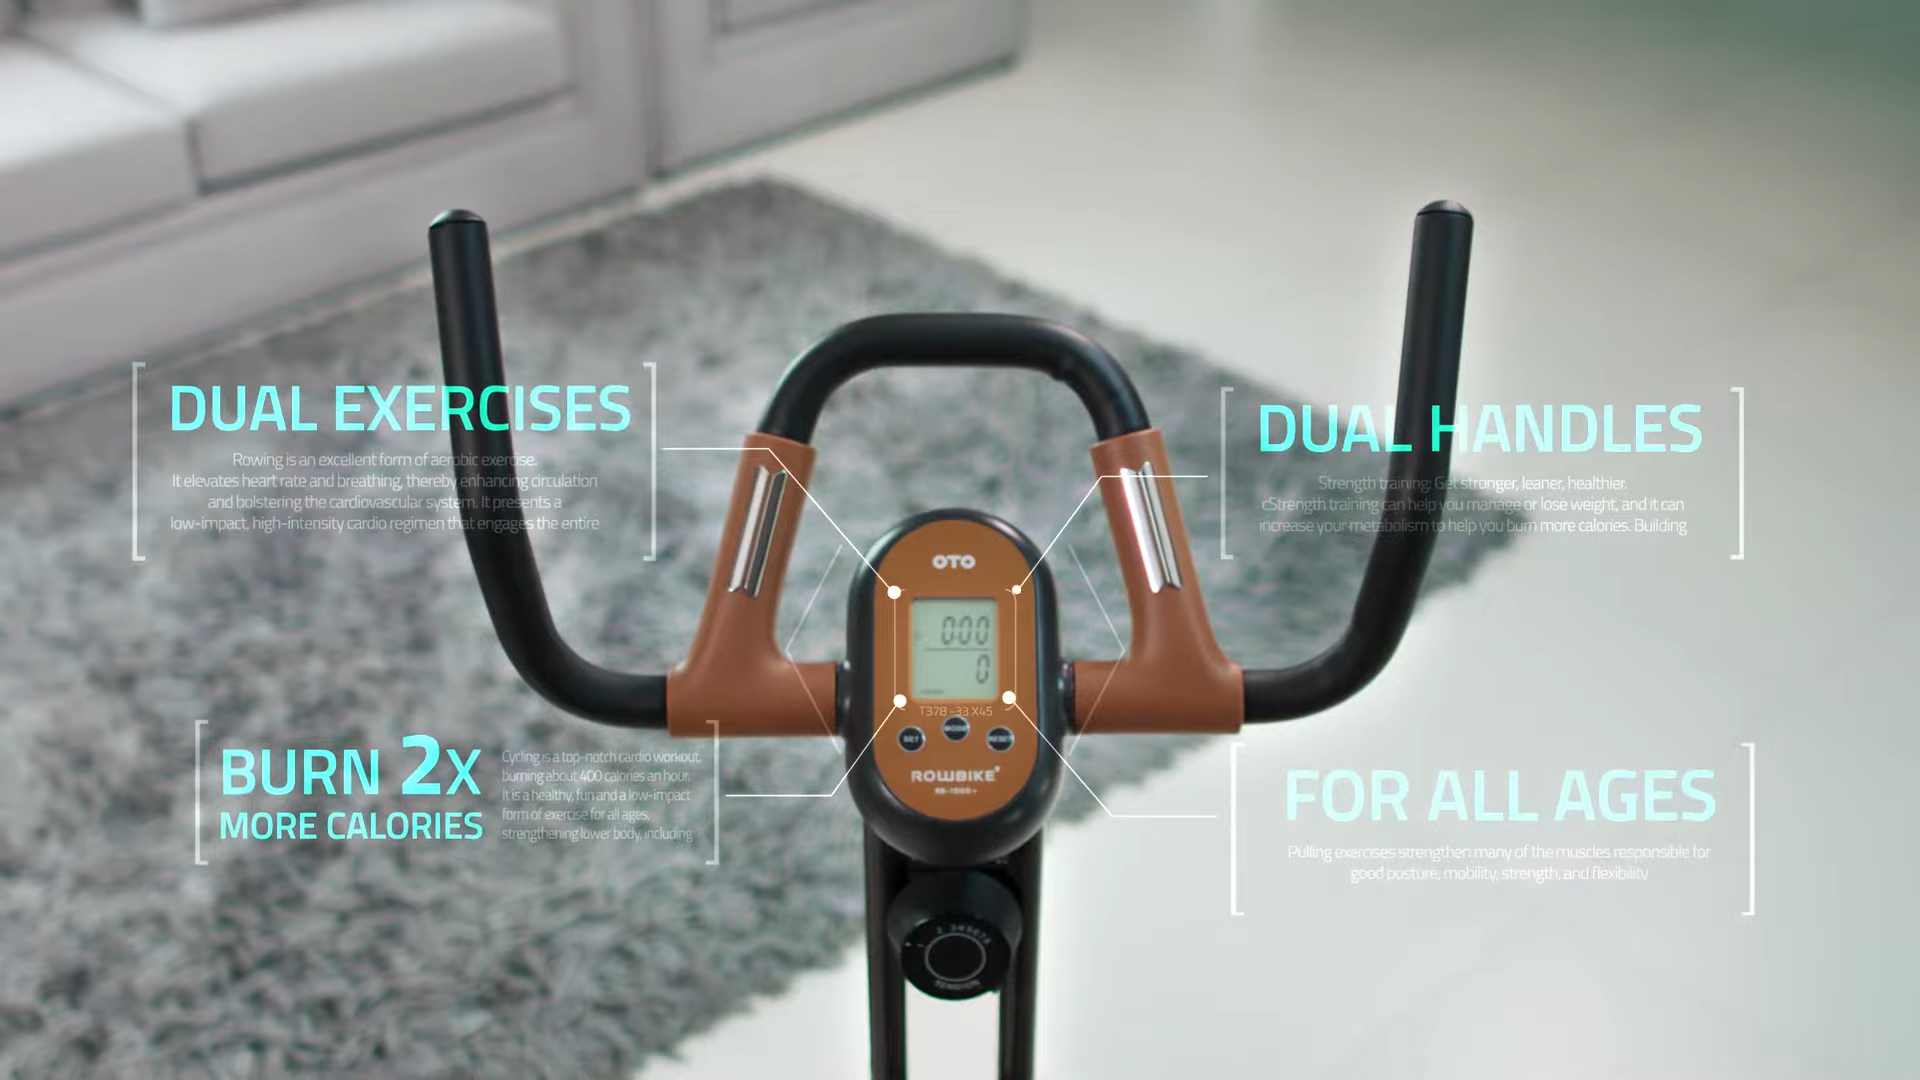 DUAL EXERCISES
Rowing is an excellent form of aerobic exercise.
It elevates heart rate and breathing, thereby enhancing circulation
and bolstering the cardiovascular system. It presents a
low-impact, high-intensity cardio regimen that engages the entire
DUAL HANDLES
Strength training: Get stronger, leaner, healthier.
cStrength training can help you manage or lose weight, and it can
increase your metabolism to help you burn more calories. Building
OTO
0:00
0
T378 -33 X45
SET
MODE
RESET
ROWBIKE
BURN 2X
MORE CALORIES
Cycling is a top-notch cardio workout,
burning about 400 calories an hour.
It is a healthy, fun and a low-impact
form of exercise for all ages,
strengthening lower body, including
FOR ALL AGES
Pulling exercises strengthen many of the muscles responsible for
good posture, mobility, strength, and flexibility
TENSION